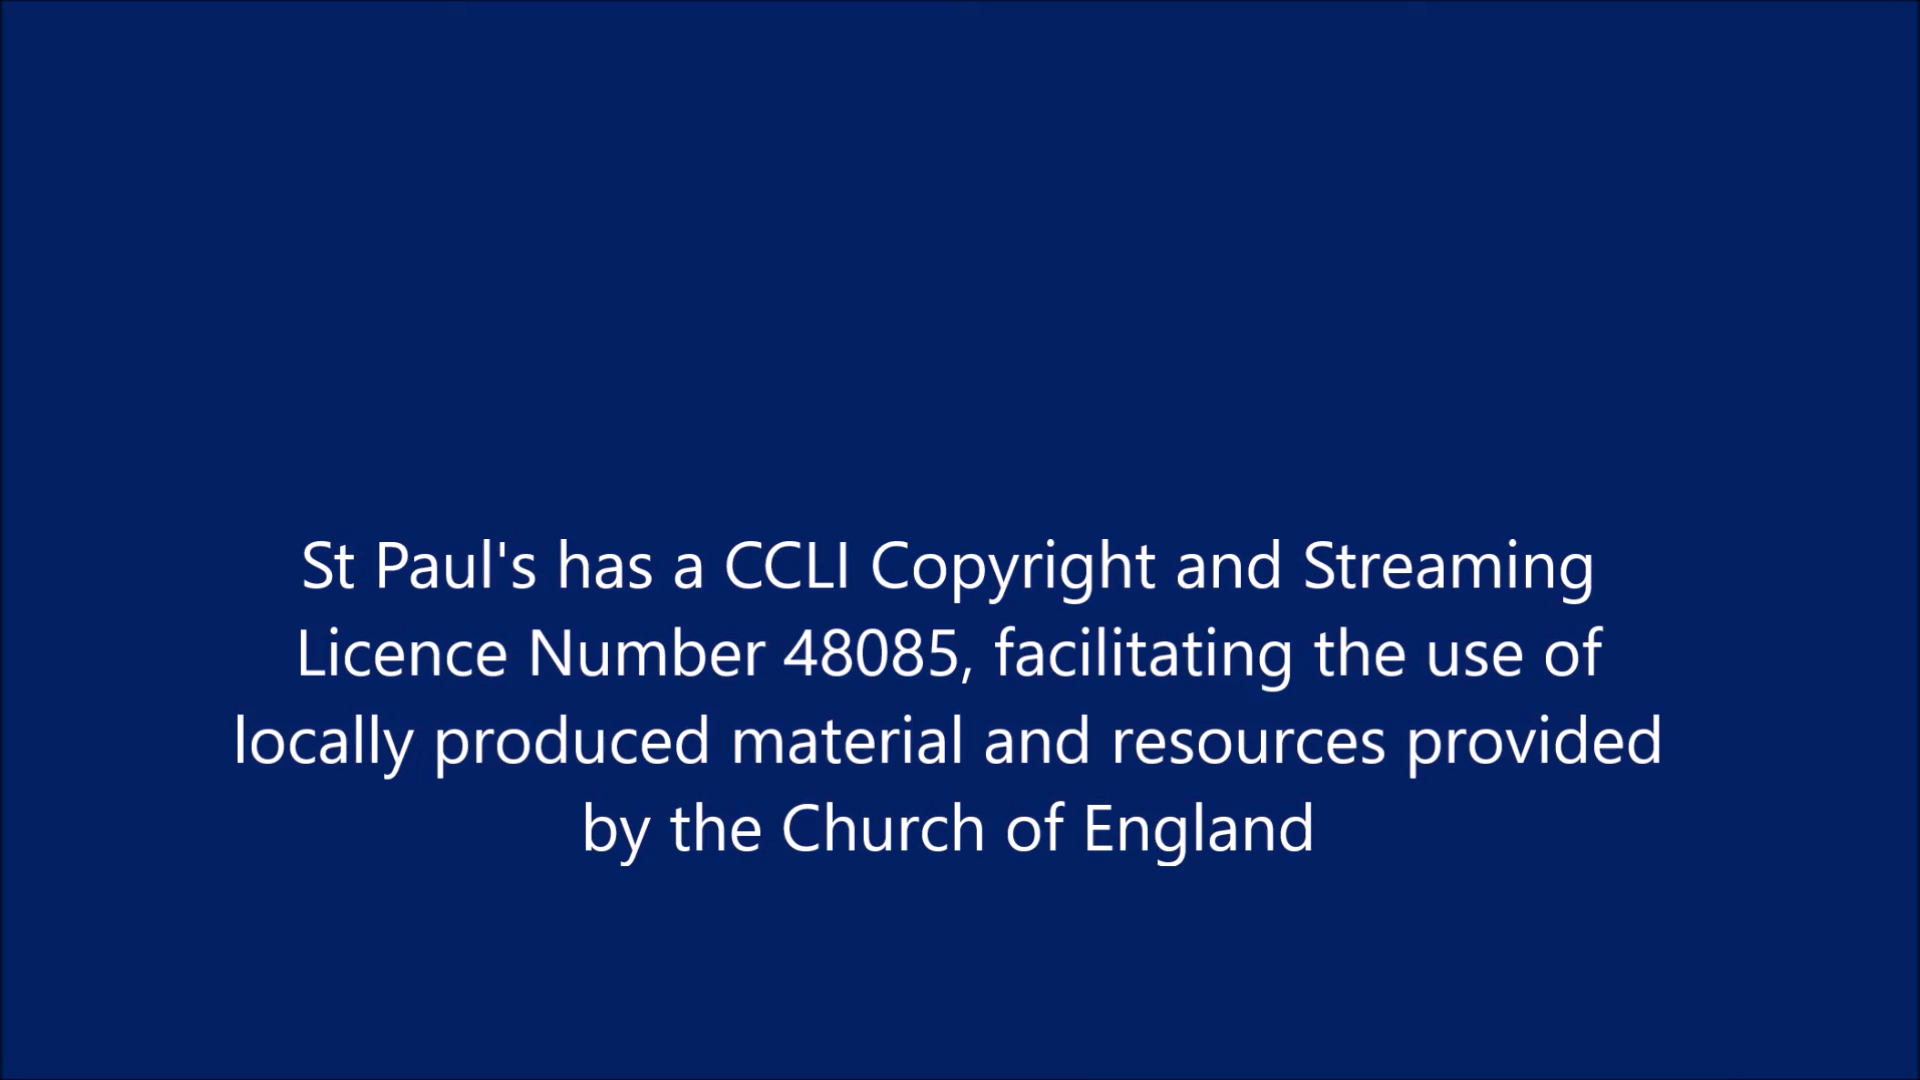 St Paul's has a CCLI Copyright and Streaming
Licence Number 48085, facilitating the use of
locally produced material and resources provided
by the Church of England